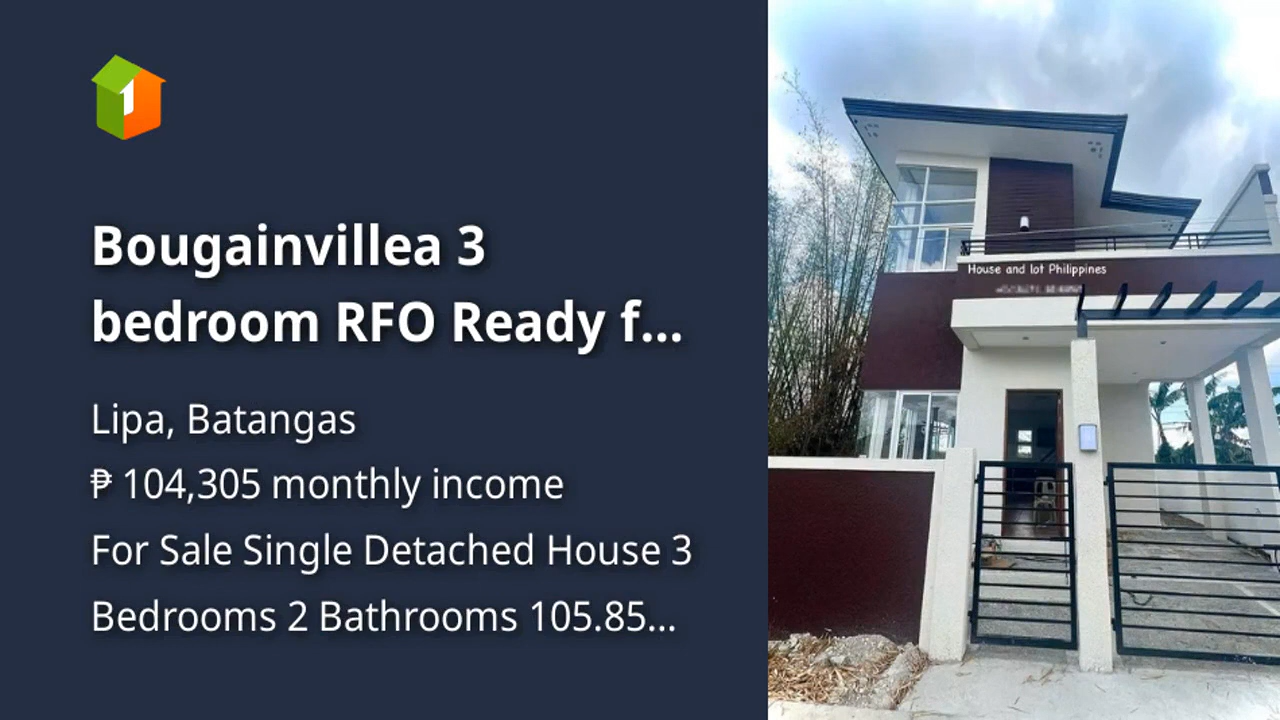 Bougainvillea 3
bedroom RFO Ready f...
Lipa, Batangas
₱ 104,305 monthly income
For Sale Single Detached House 3
Bedrooms 2 Bathrooms 105.85...
House and lot Philippines